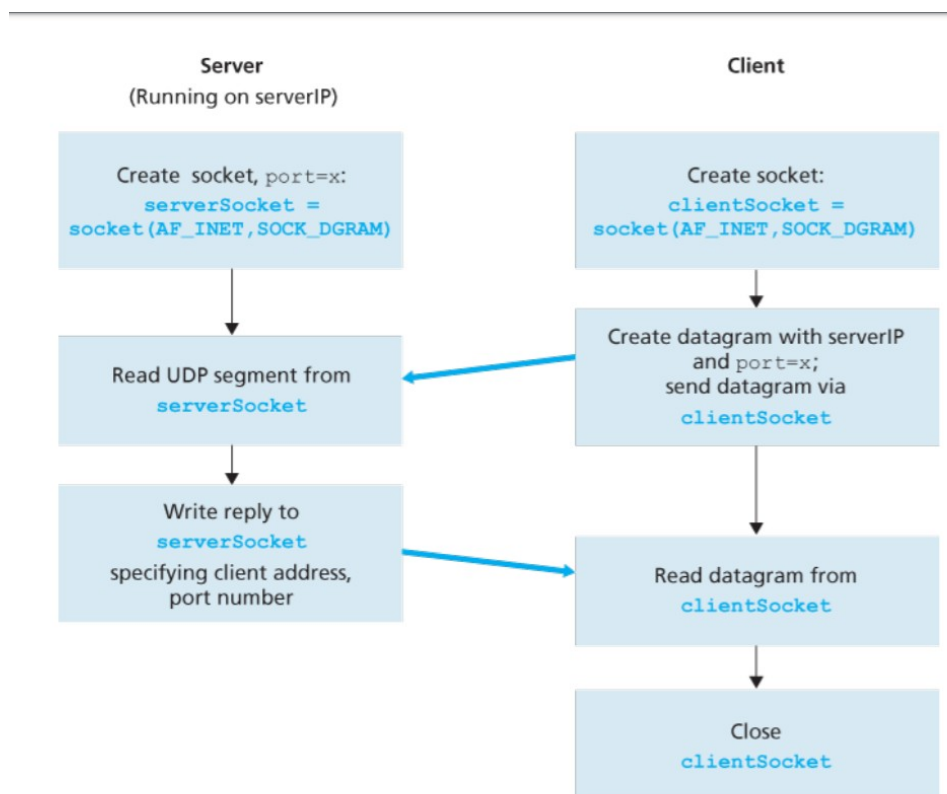 Server
(Running on serverIP)
Create socket, port=x:
serverSocket =
socket(AF_INET,SOCK_DGRAM)
Read UDP segment from
serverSocket
Write reply to
serverSocket
specifying client address,
port number
Client
Create socket:
clientSocket =
socket(AF_INET,SOCK_DGRAM)
Create datagram with serverIP
and port=x;
send datagram via
clientSocket
Read datagram from
clientSocket
Close
clientSocket